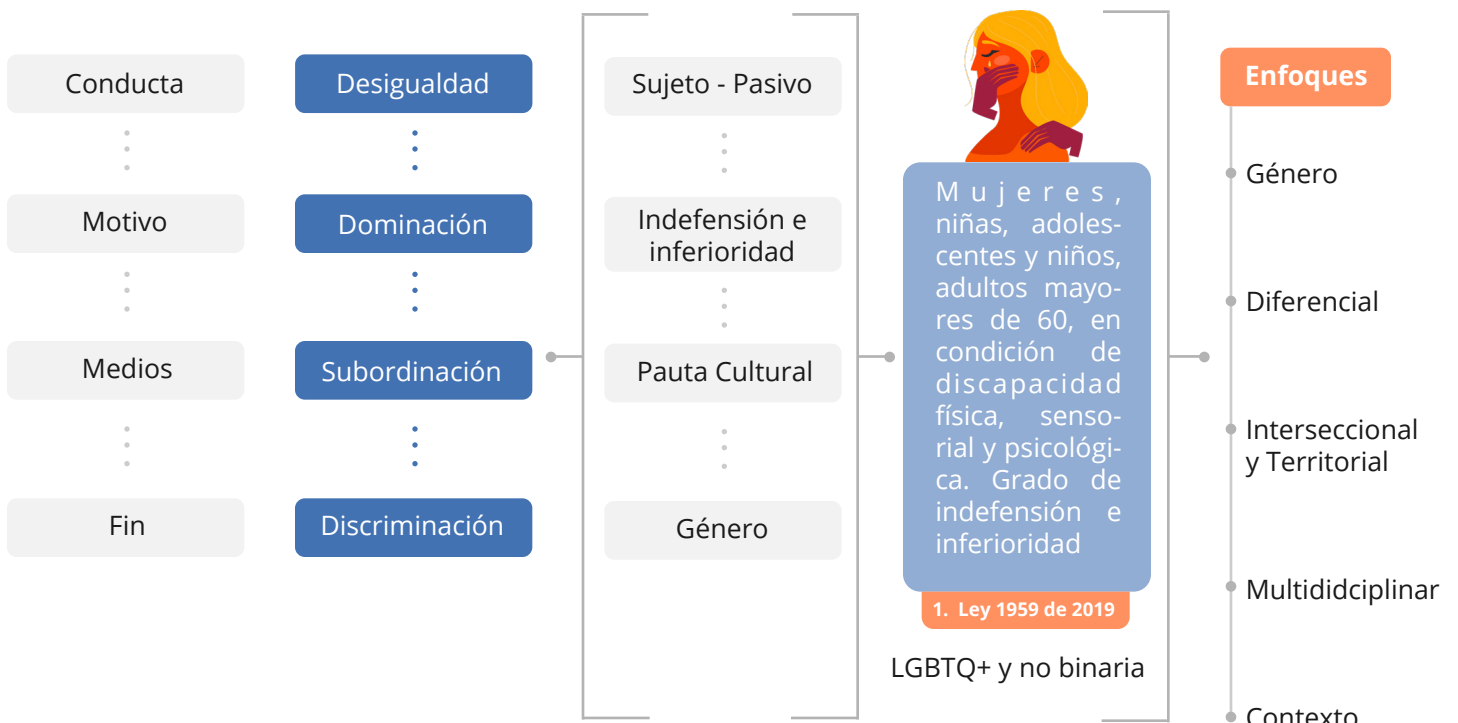 Conducta
Motivo
Medios
Fin
Desigualdad
Dominación
Subordinación
Discriminación
Sujeto - Pasivo
Indefensión e
inferioridad
Pauta Cultural
Género
Mujeres,
niñas, adoles-
centes y niños,
adultos mayo-
res de 60, en
condición de
discapacidad
física, senso-
rial y psicológi-
ca. Grado de
indefensión e
inferioridad
1. Ley 1959 de 2019
LGBTQ+ y no binaria
Enfoques
Género
Diferencial
Interseccional
y Territorial
Multididciplinar
Contexto